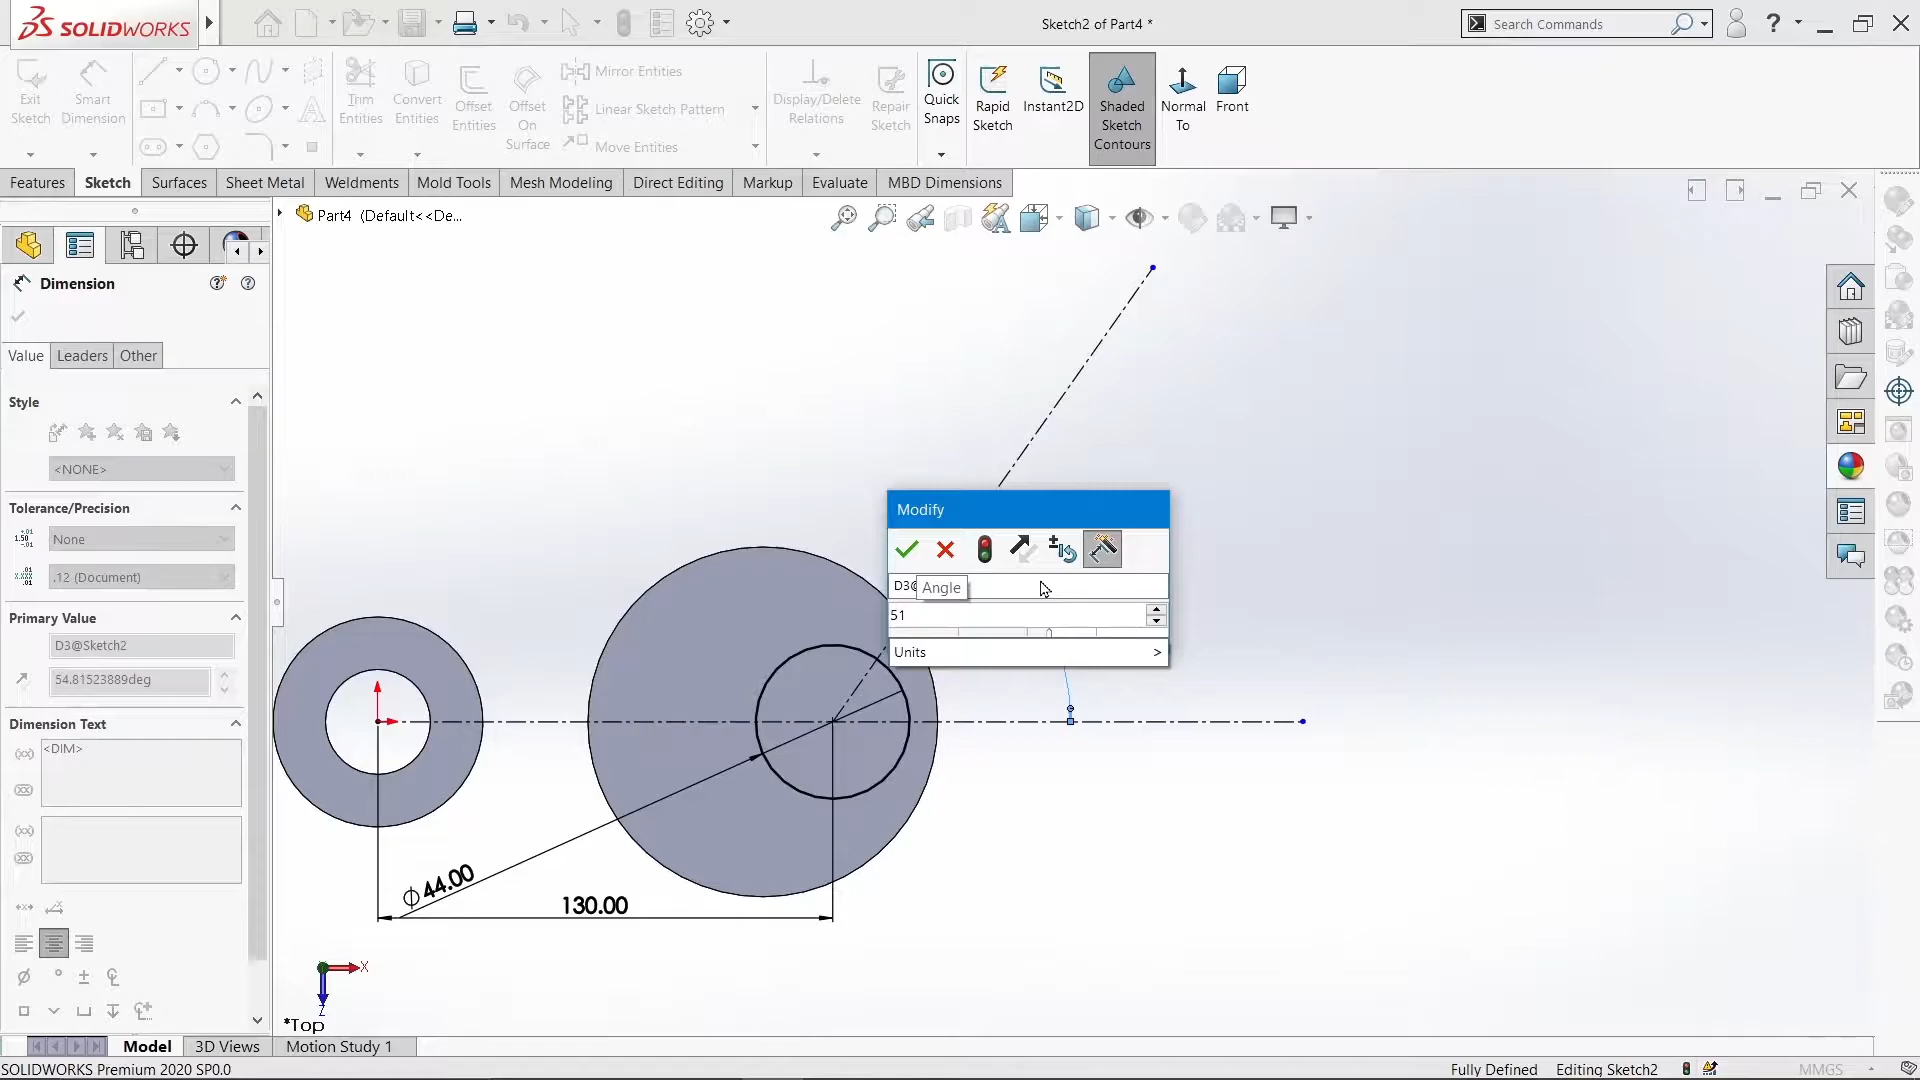 SOLIDWORKS
Sketch2 of Part4 *
Search Commands
?
Exit Sketch
Smart Dimension
Trim Entities
Convert Entities
Offset Entities
Offset On Surface
Mirror Entities
Linear Sketch Pattern
Move Entities
Display/Delete Relations
Repair Sketch
Quick Snaps
Rapid Sketch
Instant2D
Shaded Sketch Contours
Normal To
Front
Features
Sketch
Surfaces
Sheet Metal
Weldments
Mold Tools
Mesh Modeling
Direct Editing
Markup
Evaluate
MBD Dimensions
Part4 (Default<<De...
Dimension
Value
Leaders
Other
Style
<NONE>
Tolerance/Precision
None
.12 (Document)
Primary Value
D3@Sketch2
54.81523889deg
Dimension Text
<DIM>
Modify
D3@
Angle
51
Units >
⌀44.00
130.00
X
Z
*Top
Model
3D Views
Motion Study 1
SOLIDWORKS Premium 2020 SP0.0
Fully Defined
Editing Sketch2
MMGS